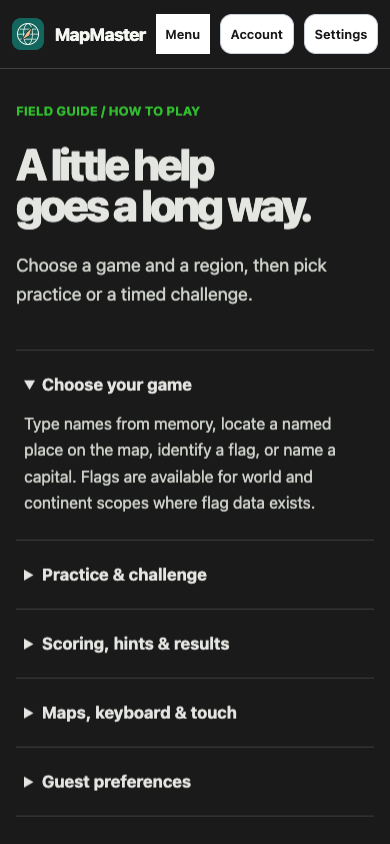 MapMaster
Menu
Account
Settings
FIELD GUIDE / HOW TO PLAY
A little help
goes a long way.
Choose a game and a region, then pick
practice or a timed challenge.
Choose your game
Type names from memory, locate a named
place on the map, identify a flag, or name a
capital. Flags are available for world and
continent scopes where flag data exists.
Practice & challenge
Scoring, hints & results
Maps, keyboard & touch
Guest preferences